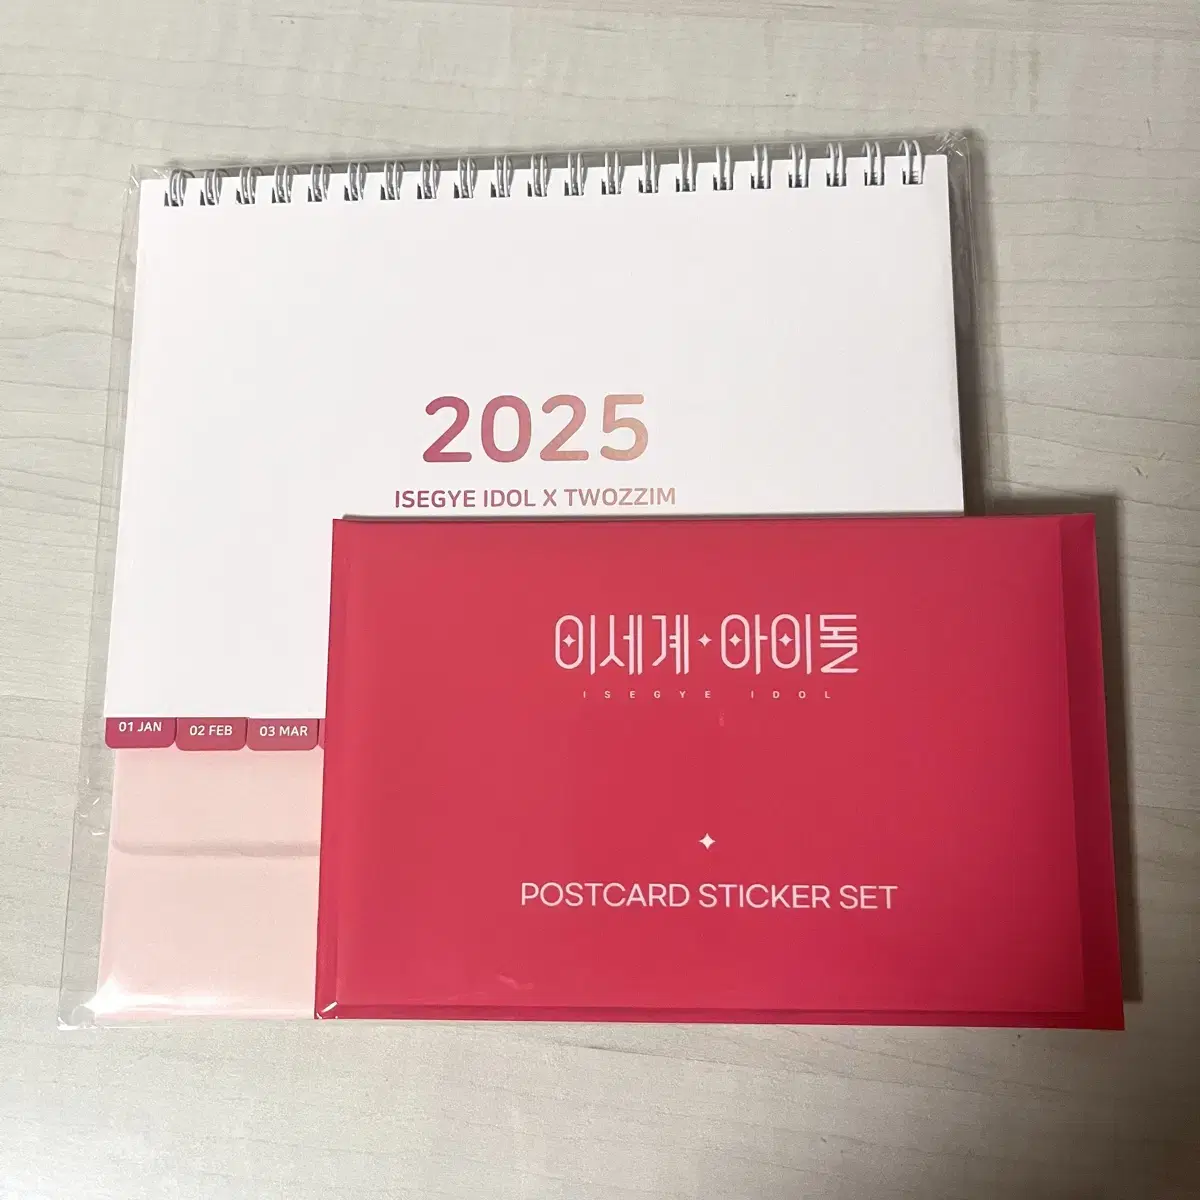 2025
ISEGYE IDOL X TWOZZIM
01 JAN
02 FEB
03 MAR
이세계 아이돌
ISEGYE IDOL
POSTCARD STICKER SET